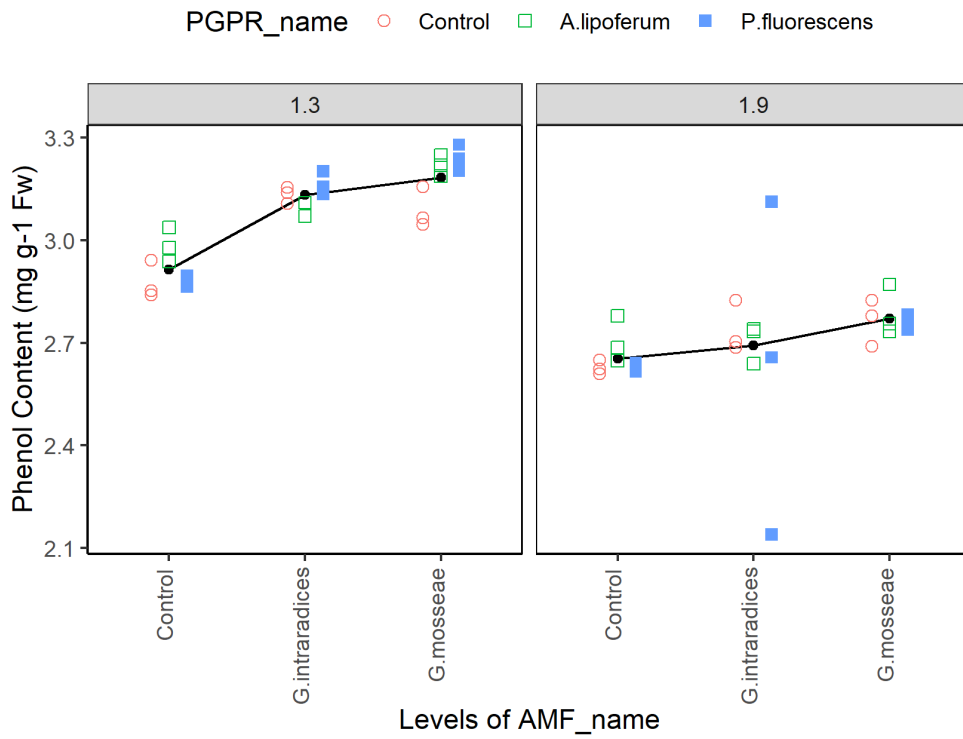 PGPR_name Control A.lipoferum P.fluorescens
1.3 1.9
Phenol Content (mg g-1 Fw)
3.3
3.0
2.7
2.4
2.1
Control G.intraradices G.mosseae Control G.intraradices G.mosseae
Levels of AMF_name